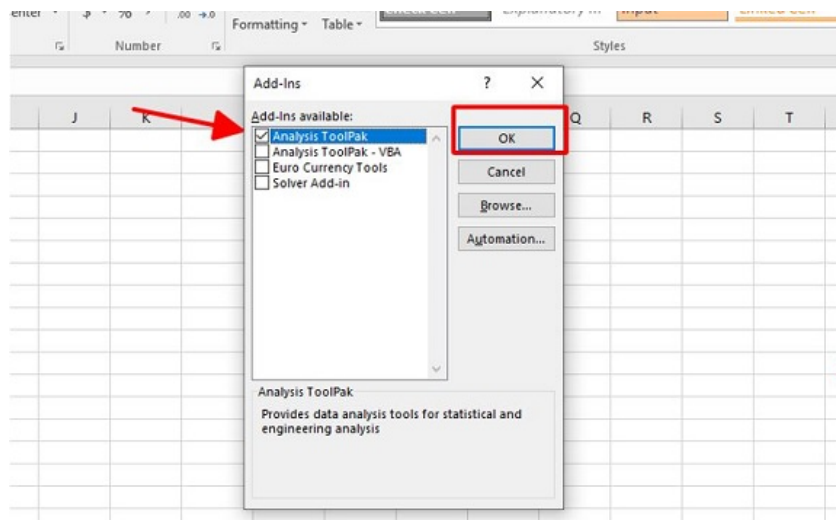 Formatting Table
Number Styles
Add-Ins ? X
J K Q R S T
Add-Ins available:
Analysis ToolPak
Analysis ToolPak - VBA
Euro Currency Tools
Solver Add-in
OK
Cancel
Browse...
Automation...
Analysis ToolPak
Provides data analysis tools for statistical and
engineering analysis